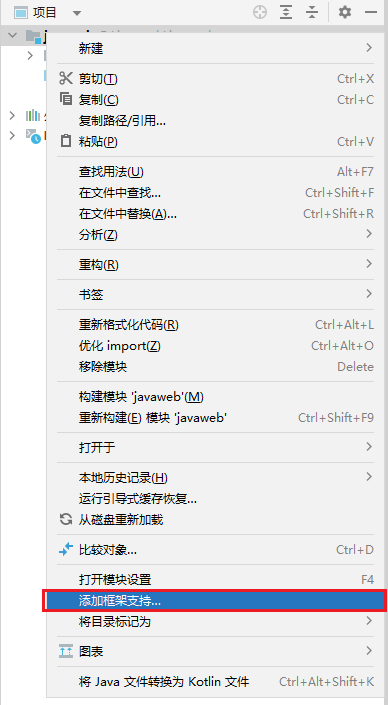 项目
新建
剪切(T) Ctrl+X
复制(C) Ctrl+C
复制路径/引用...
粘贴(P) Ctrl+V
查找用法(U) Alt+F7
在文件中查找... Ctrl+Shift+F
在文件中替换(A)... Ctrl+Shift+R
分析(Z)
重构(R)
书签
重新格式化代码(R) Ctrl+Alt+L
优化 import(Z) Ctrl+Alt+O
移除模块 Delete
构建模块 'javaweb'(M)
重新构建(E) 模块 'javaweb' Ctrl+Shift+F9
打开于
本地历史记录(H)
运行引导式缓存恢复...
从磁盘重新加载
比较对象... Ctrl+D
打开模块设置 F4
添加框架支持...
将目录标记为
图表
将 Java 文件转换为 Kotlin 文件 Ctrl+Alt+Shift+K